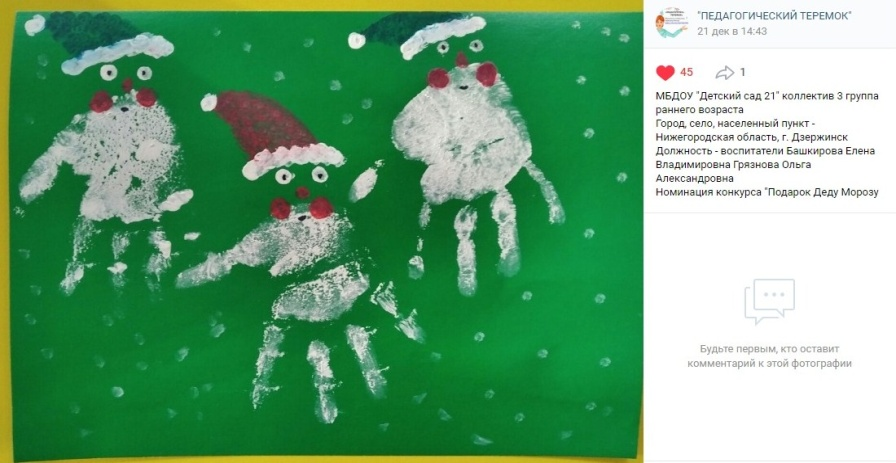 "ПЕДАГОГИЧЕСКИЙ ТЕРЕМОК"
21 дек в 14:43
45
1
МБДОУ "Детский сад 21" коллектив 3 группа
раннего возраста
Город, село, населенный пункт -
Нижегородская область, г. Дзержинск
Должность - воспитатели Башкирова Елена
Владимировна Грязнова Ольга
Александровна
Номинация конкурса "Подарок Деду Морозу
Будьте первым, кто оставит
комментарий к этой фотографии